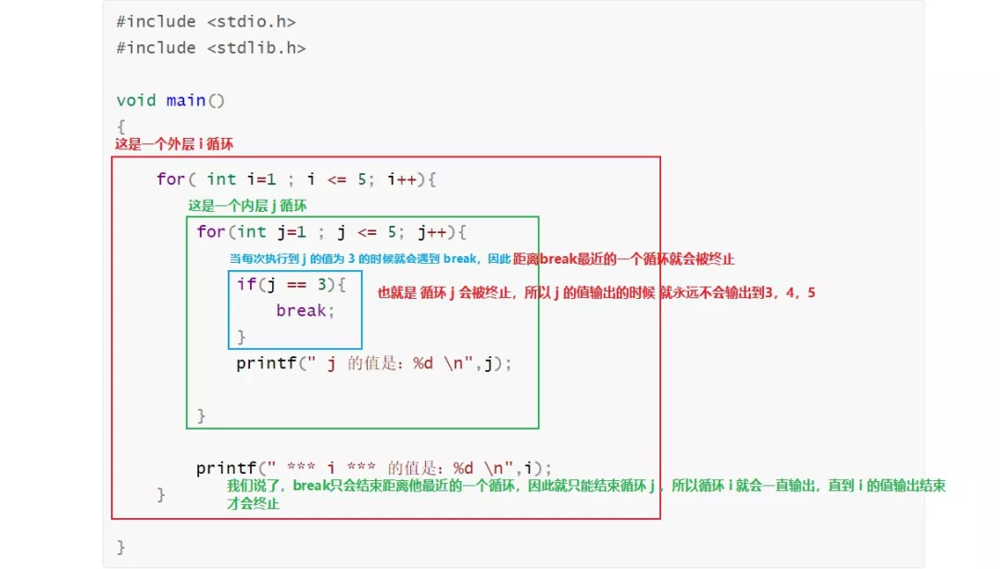 #include <stdio.h>
#include <stdlib.h>
void main()
{
这是一个外层 i 循环
for( int i=1 ; i <= 5; i++){
这是一个内层 j 循环
for(int j=1 ; j <= 5; j++){
当每次执行到 j 的值为 3 的时候就会遇到 break，因此 距离break最近的一个循环就会被终止
if(j == 3){
也就是 循环 j 会被终止，所以 j 的值输出的时候 就永远不会输出到3，4，5
break;
}
printf(" j 的值是：%d \n",j);
}
printf(" *** i *** 的值是：%d \n",i);
我们说了，break只会结束距离他最近的一个循环，因此就只能结束循环 j ，所以循环 i 就会一直输出，直到 i 的值输出结束
}
才会终止
}